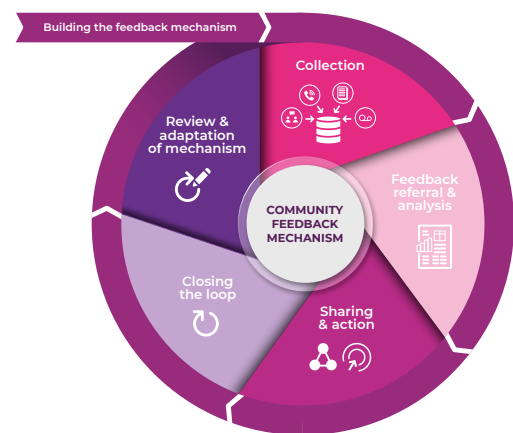 Building the feedback mechanism
Collection
Review &
adaptation
of mechanism
Feedback
referral &
analysis
COMMUNITY
FEEDBACK
MECHANISM
Closing
the loop
Sharing
& action